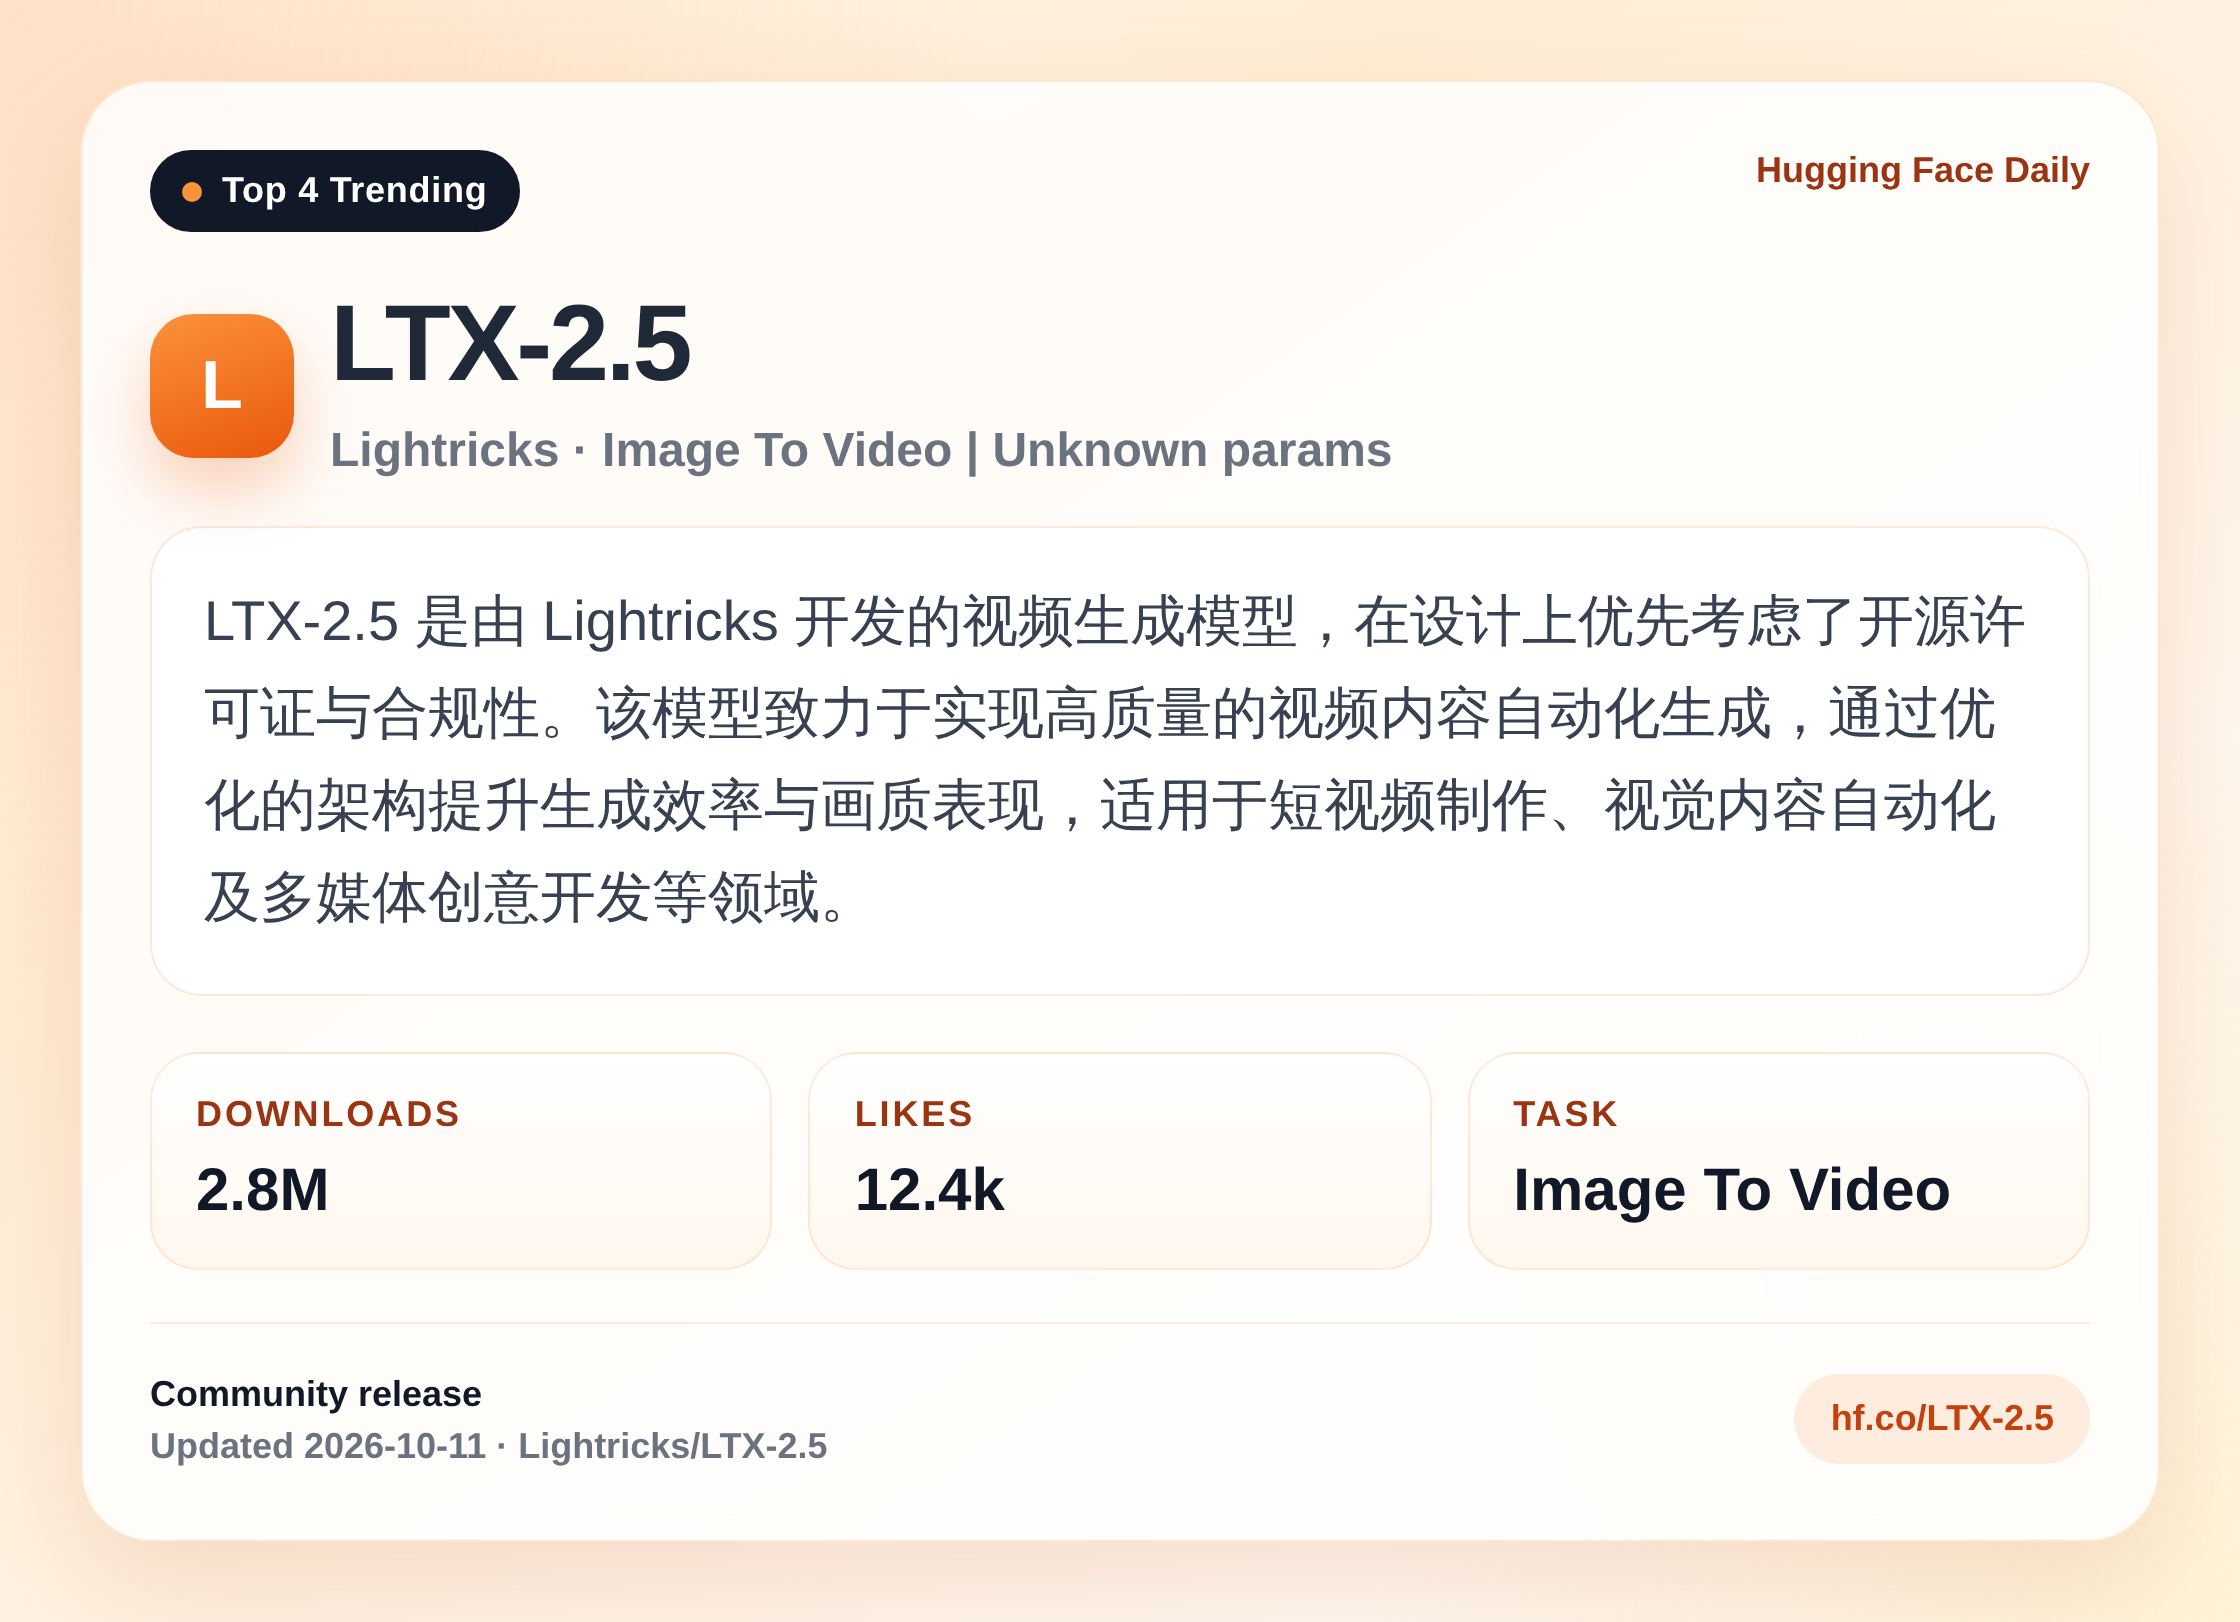 Top 4 Trending
Hugging Face Daily
L
LTX-2.5
Lightricks · Image To Video | Unknown params
LTX-2.5 是由 Lightricks 开发的视频生成模型，在设计上优先考虑了开源许
可证与合规性。该模型致力于实现高质量的视频内容自动化生成，通过优
化的架构提升生成效率与画质表现，适用于短视频制作、视觉内容自动化
及多媒体创意开发等领域。
DOWNLOADS
2.8M
LIKES
12.4k
TASK
Image To Video
Community release
Updated 2026-10-11 · Lightricks/LTX-2.5
hf.co/LTX-2.5